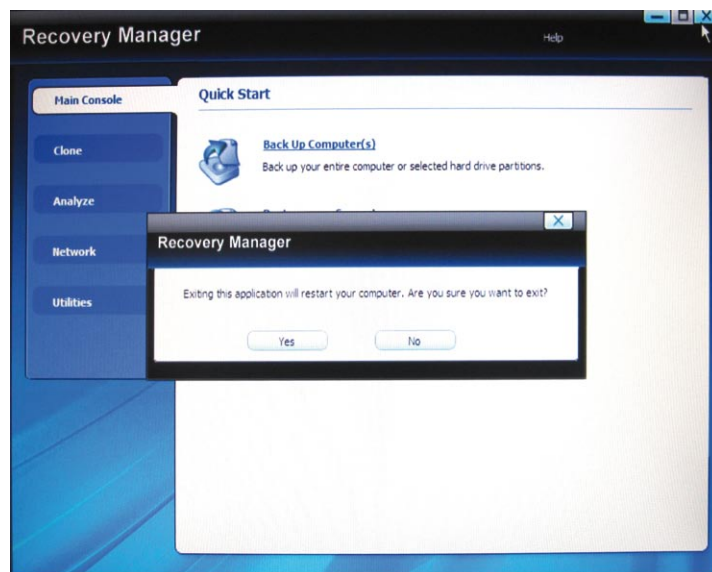 Recovery Manager
Help
Main Console
Clone
Analyze
Network
Utilities
Quick Start
Back Up Computer(s)
Back up your entire computer or selected hard drive partitions.
Recovery Manager
Exiting this application will restart your computer. Are you sure you want to exit?
Yes
No